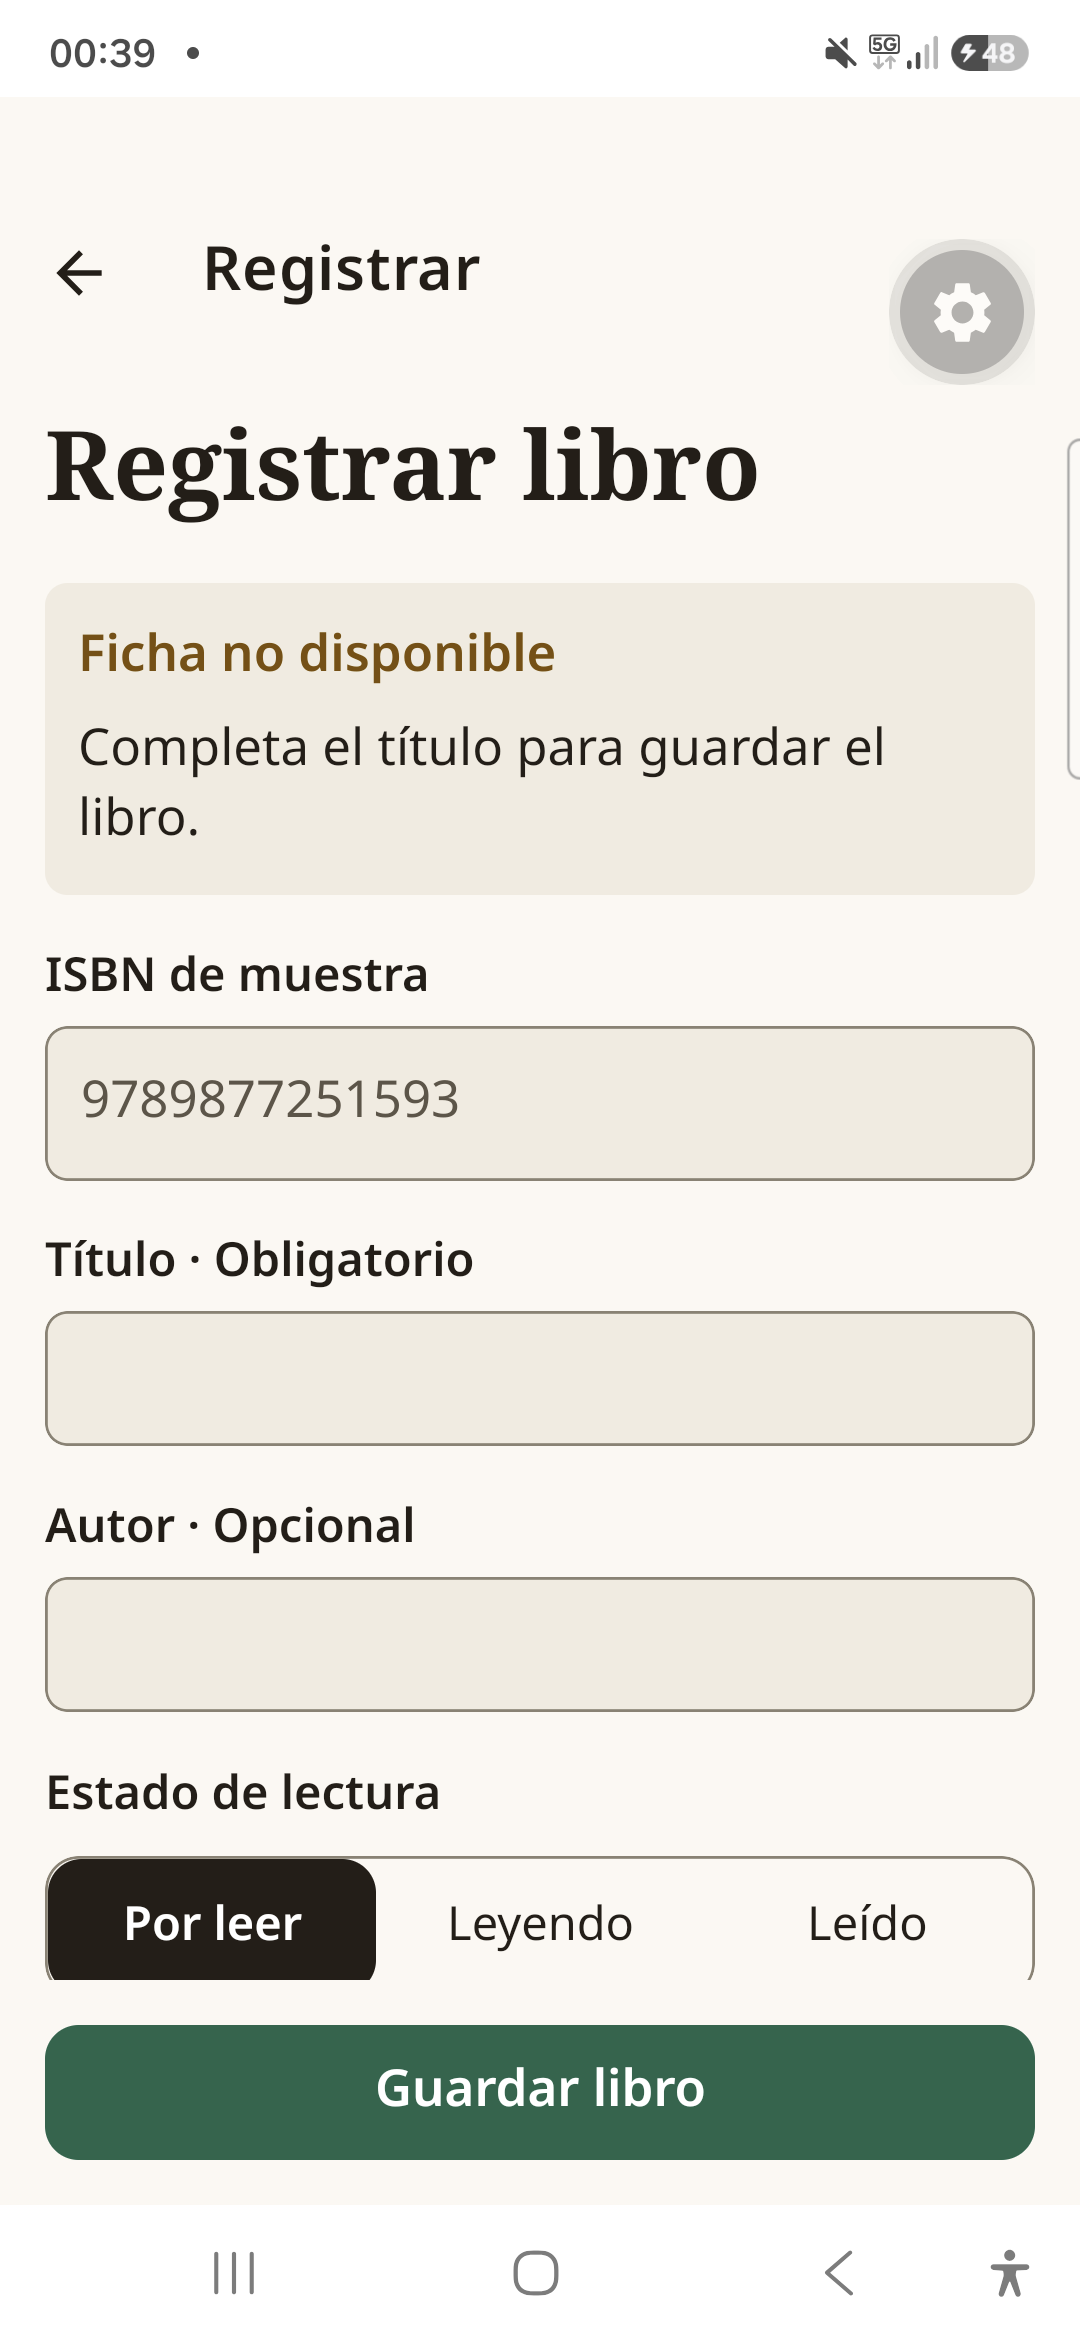 00:39
5G
48
Registrar
Registrar libro
Ficha no disponible
Completa el título para guardar el
libro.
ISBN de muestra
9789877251593
Título · Obligatorio
Autor · Opcional
Estado de lectura
Por leer
Leyendo
Leído
Guardar libro